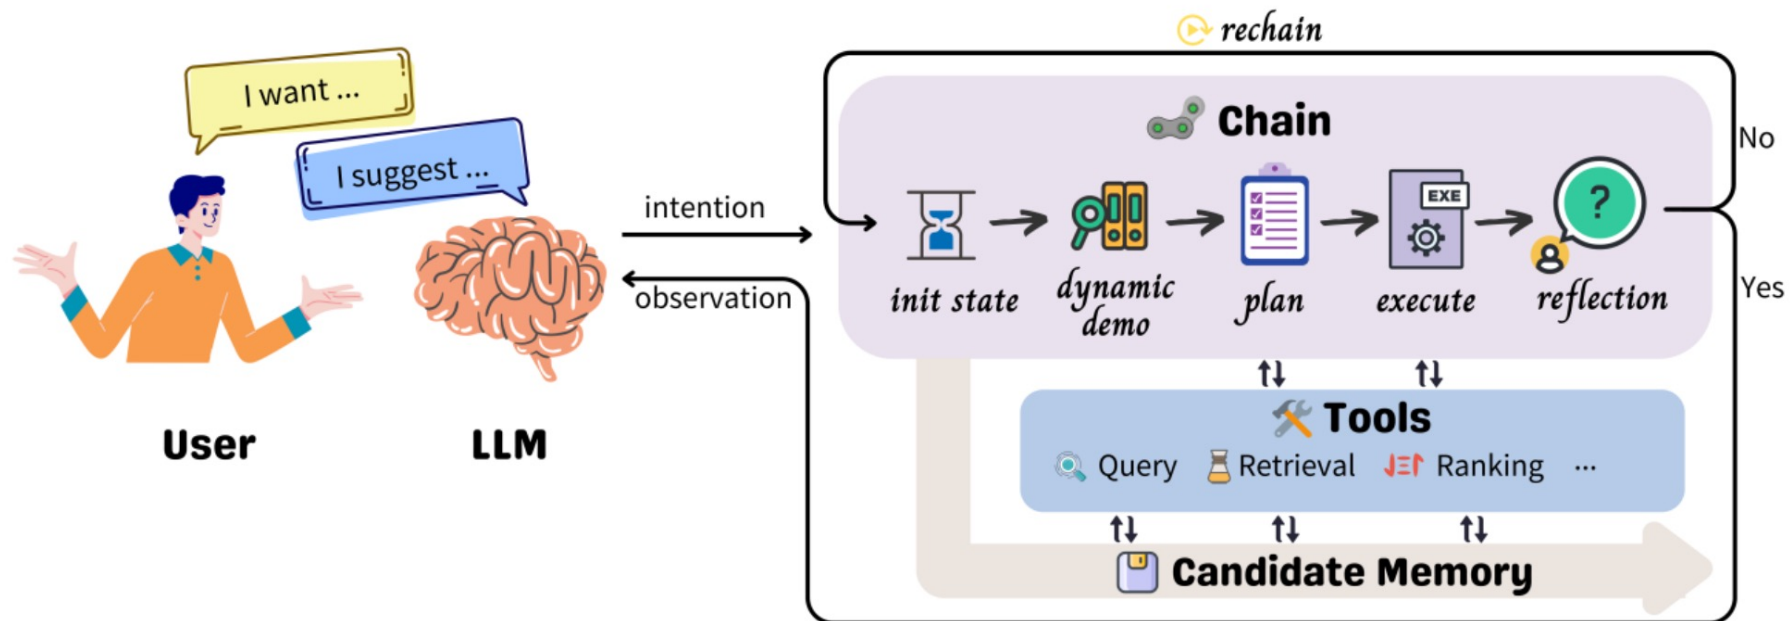 rechain
I want ...
I suggest ...
Chain
No
intention
EXE
?
observation
init state
dynamic
demo
plan
execute
reflection
Yes
User
LLM
Tools
Query
Retrieval
Ranking
...
Candidate Memory